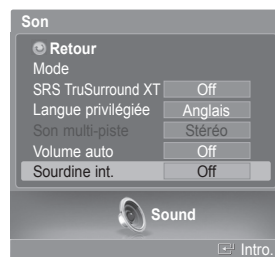 Son
Retour
Mode
SRS TruSurround XT Off
Langue privilégiée Anglais
Son multi-piste Stéréo
Volume auto Off
Sourdine int. Off
Sound
Intro.